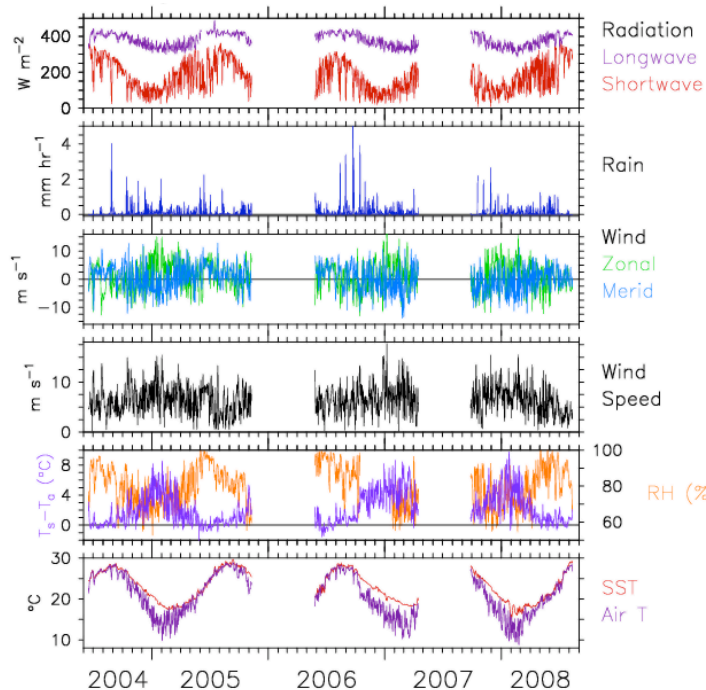 400
200
0
W m⁻²
Radiation
Longwave
Shortwave
4
2
0
mm hr⁻¹
Rain
10
0
−10
m s⁻¹
Wind
Zonal
Merid
10
0
m s⁻¹
Wind
Speed
8
4
0
Tₛ−Tₐ (°C)
100
80
60
RH (%
30
20
10
°C
SST
Air T
2004 2005 2006 2007 2008